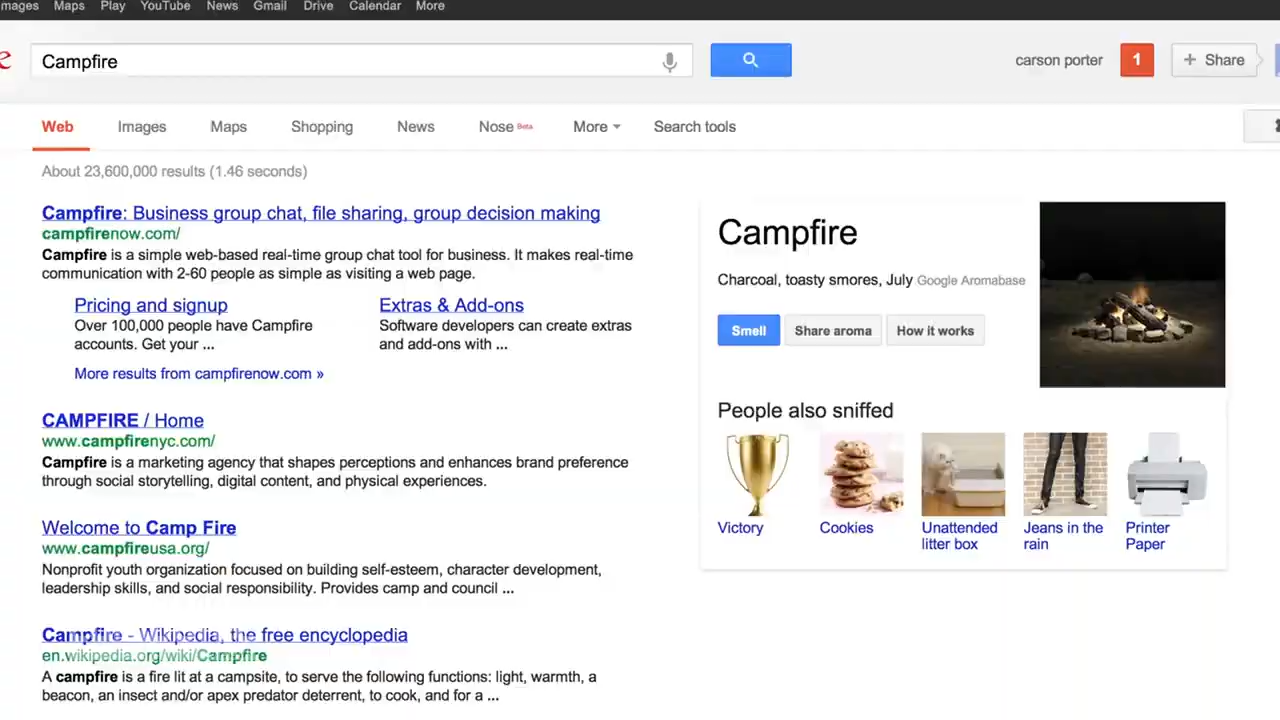 Maps Play YouTube News Gmail Drive Calendar More
Campfire
carson porter 1 + Share
Web Images Maps Shopping News Nose Beta More Search tools
About 23,600,000 results (1.46 seconds)
Campfire: Business group chat, file sharing, group decision making
campfirenow.com/
Campfire is a simple web-based real-time group chat tool for business. It makes real-time
communication with 2-60 people as simple as visiting a web page.
Pricing and signup
Over 100,000 people have Campfire
accounts. Get your ...
Extras & Add-ons
Software developers can create extras
and add-ons with ...
More results from campfirenow.com »
CAMPFIRE / Home
www.campfirenyc.com/
Campfire is a marketing agency that shapes perceptions and enhances brand preference
through social storytelling, digital content, and physical experiences.
Welcome to Camp Fire
www.campfireusa.org/
Nonprofit youth organization focused on building self-esteem, character development,
leadership skills, and social responsibility. Provides camp and council ...
Campfire - Wikipedia, the free encyclopedia
en.wikipedia.org/wiki/Campfire
A campfire is a fire lit at a campsite, to serve the following functions: light, warmth, a
beacon, an insect and/or apex predator deterrent, to cook, and for a ...
Campfire
Charcoal, toasty smores, July Google Aromabase
Smell Share aroma How it works
People also sniffed
Victory
Cookies
Unattended
litter box
Jeans in the
rain
Printer
Paper